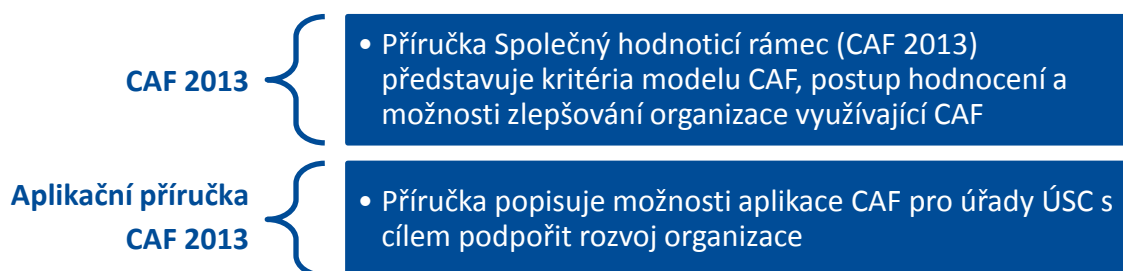 CAF 2013
• Příručka Společný hodnoticí rámec (CAF 2013)
představuje kritéria modelu CAF, postup hodnocení a
možnosti zlepšování organizace využívající CAF
Aplikační příručka
CAF 2013
• Příručka popisuje možnosti aplikace CAF pro úřady ÚSC s
cílem podpořit rozvoj organizace